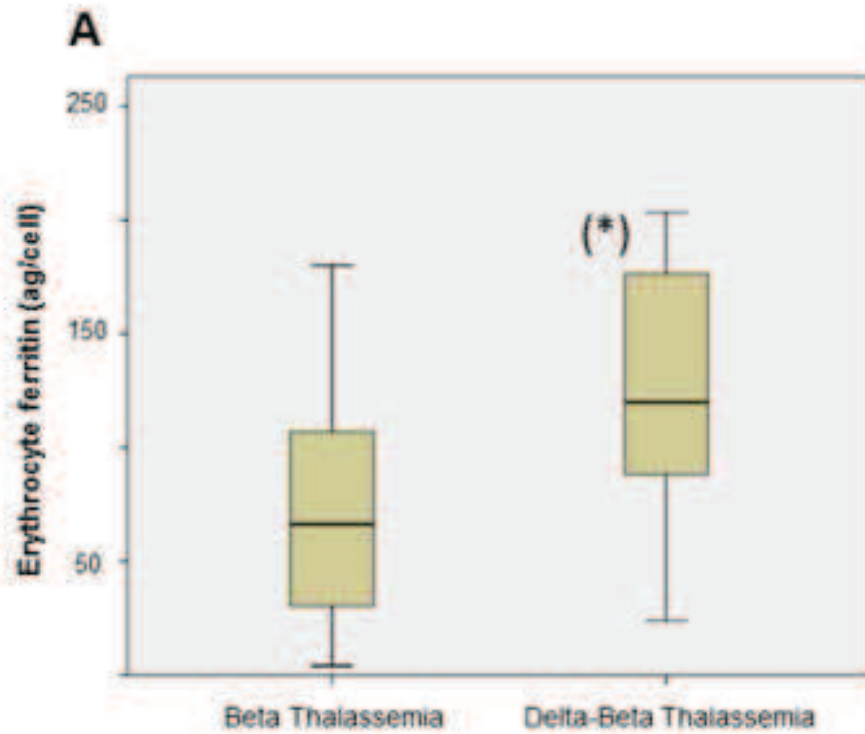 A
250
150
50
Erythrocyte ferritin (ag/cell)
(*)
Beta Thalassemia
Delta-Beta Thalassemia